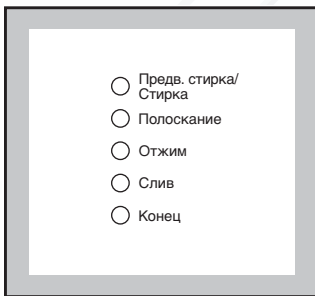 Предв. стирка/
Стирка
Полоскание
Отжим
Слив
Конец